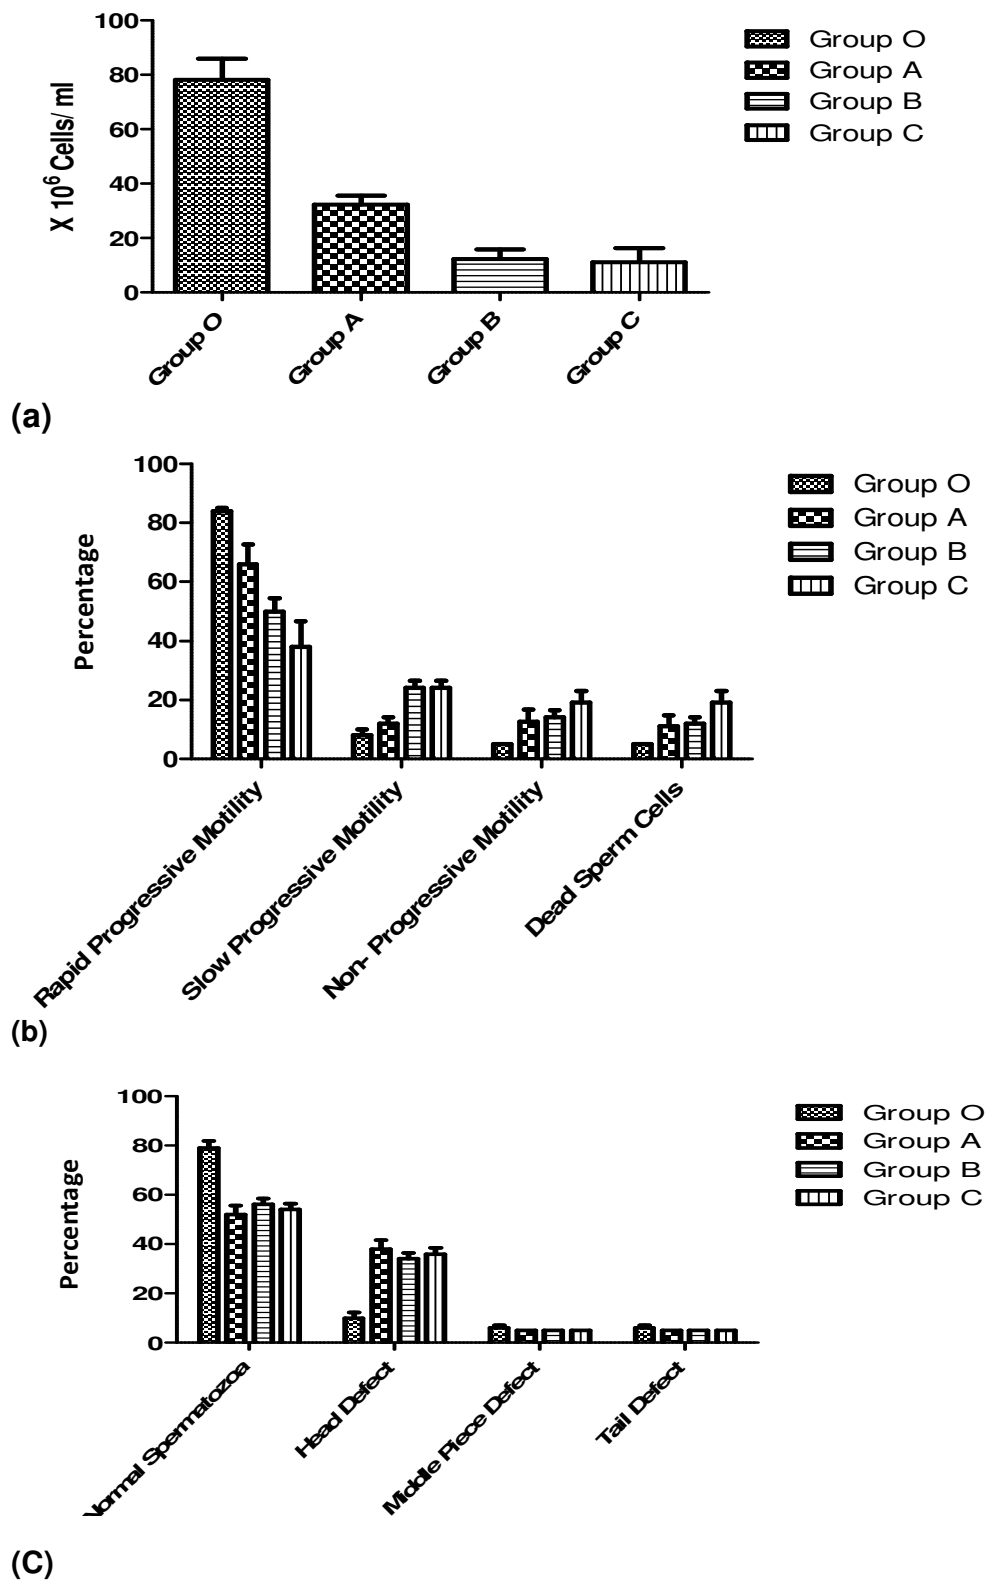 100
80
60
40
20
0
X 10⁶ Cells/ ml
Group O
Group A
Group B
Group C
Group O
Group A
Group B
Group C
(a)
100
80
60
40
20
0
Percentage
Group O
Group A
Group B
Group C
Rapid Progressive Motility
Slow Progressive Motility
Non- Progressive Motility
Dead Sperm Cells
(b)
100
80
60
40
20
0
Percentage
Group O
Group A
Group B
Group C
Normal Spermatozoa
Head Defect
Middle Piece Defect
Tail Defect
(C)